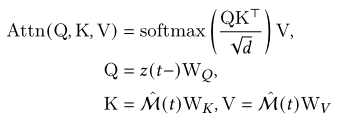 Attn(Q, K, V) = softmax(QK⊤/√d) V,
Q = z(t−)W_Q,
K = ℳ̂(t)W_K, V = ℳ̂(t)W_V